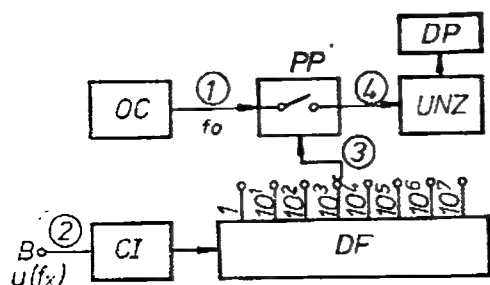 DP
① PP ④
OC UNZ
fo
③
1 10¹ 10² 10³ 10⁴ 10⁵ 10⁶ 10⁷
②
B CI DF
u(fx)